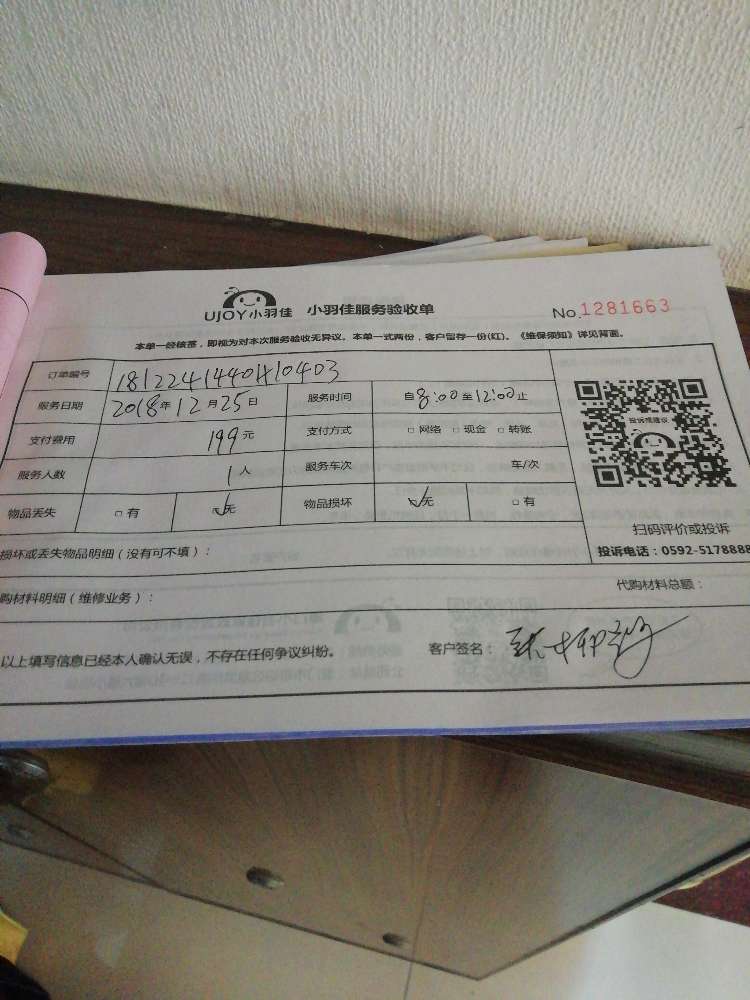 UJOY小羽佳 小羽佳服务验收单 No.1281663
本单一经核签，即视为对本次服务验收无异议。本单一式两份，客户留存一份(红)。《维保须知》详见背面。
订单编号
服务日期 2018年12月25日 服务时间 自8:00至12:00止
支付费用 199元 支付方式 □网络 □现金 □转账
服务人数 1人 服务车次 车/次
物品丢失 □有 ☑无 物品损坏 ☑无 □有
投诉或建议
扫码评价或投诉
投诉电话：0592-5178888
损坏或丢失物品明细（没有可不填）：
购材料明细（维修业务）： 代购材料总额：
以上填写信息已经本人确认无误，不存在任何争议纠纷。 客户签名：